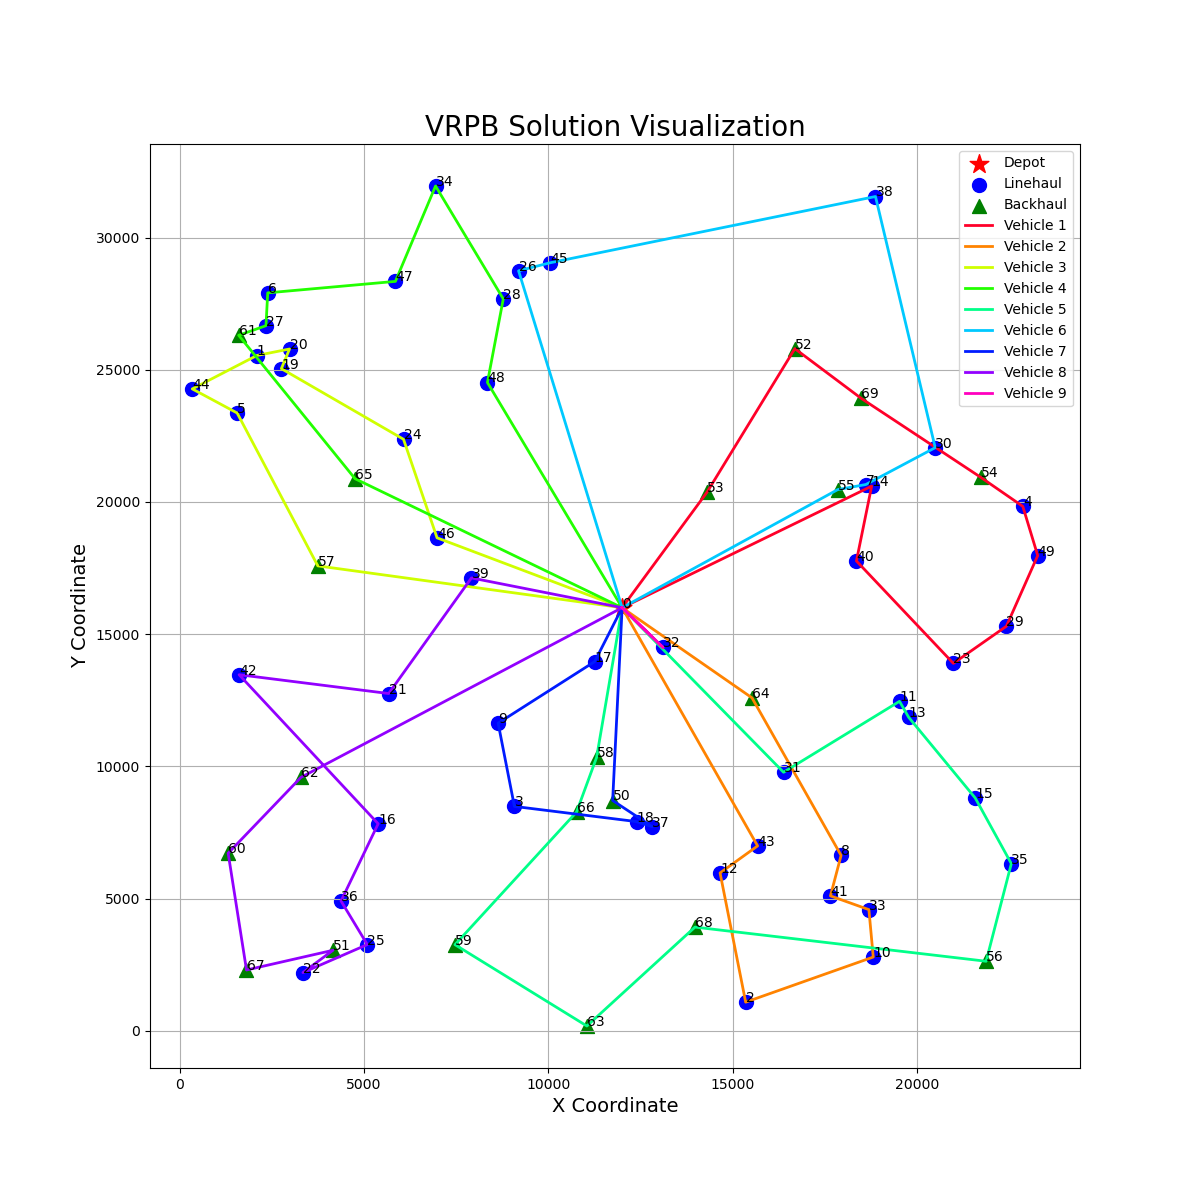 VRPB Solution Visualization
Depot
Linehaul
Backhaul
Vehicle 1
Vehicle 2
Vehicle 3
Vehicle 4
Vehicle 5
Vehicle 6
Vehicle 7
Vehicle 8
Vehicle 9
34
38
30000
26 45
6 47 28
61 27
1 20 52
25000
19
44 48
5 69
24
30
65 54
53 55 7 14
20000
4
46
57 40 49
39
0
15000
32 29
17 23
42
21
11
9 13
58
62 31
10000
3 66 50 15
16 18 37
60 43 8
12 35
5000
36 41 33
68
51 25 59
67 22 10 56
2
63
0
0 5000 10000 15000 20000
X Coordinate
Y Coordinate